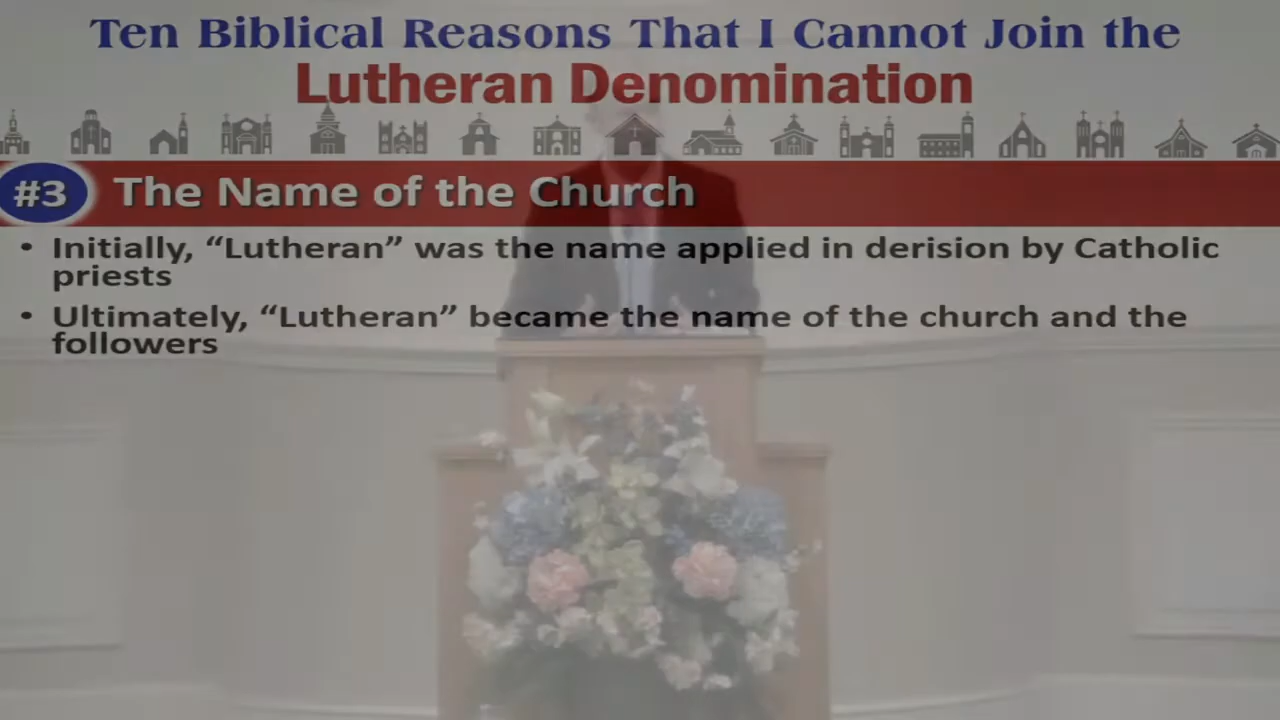 Ten Biblical Reasons That I Cannot Join the
Lutheran Denomination
#3 The Name of the Church
• Initially, “Lutheran” was the name applied in derision by Catholic
priests
• Ultimately, “Lutheran” became the name of the church and the
followers